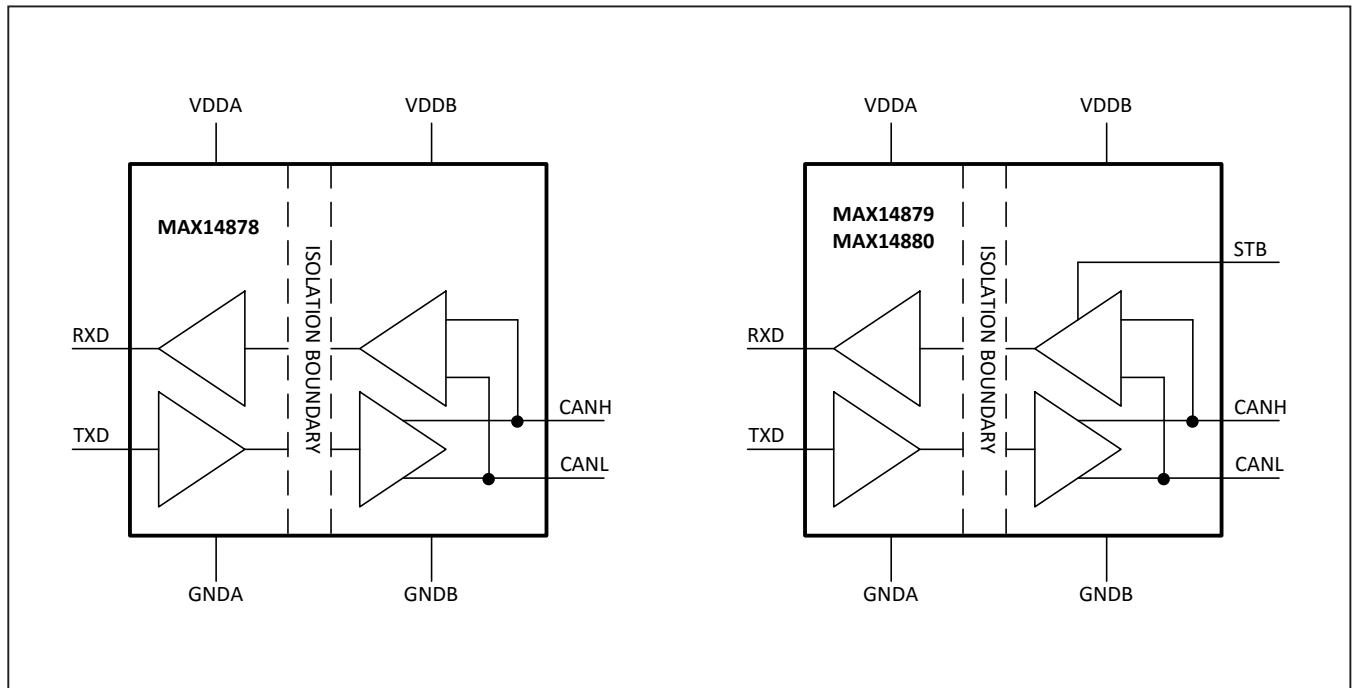 VDDA
VDDB
MAX14878
ISOLATION BOUNDARY
RXD
TXD
CANH
CANL
GNDA
GNDB
VDDA
VDDB
MAX14879
MAX14880
ISOLATION BOUNDARY
STB
RXD
TXD
CANH
CANL
GNDA
GNDB